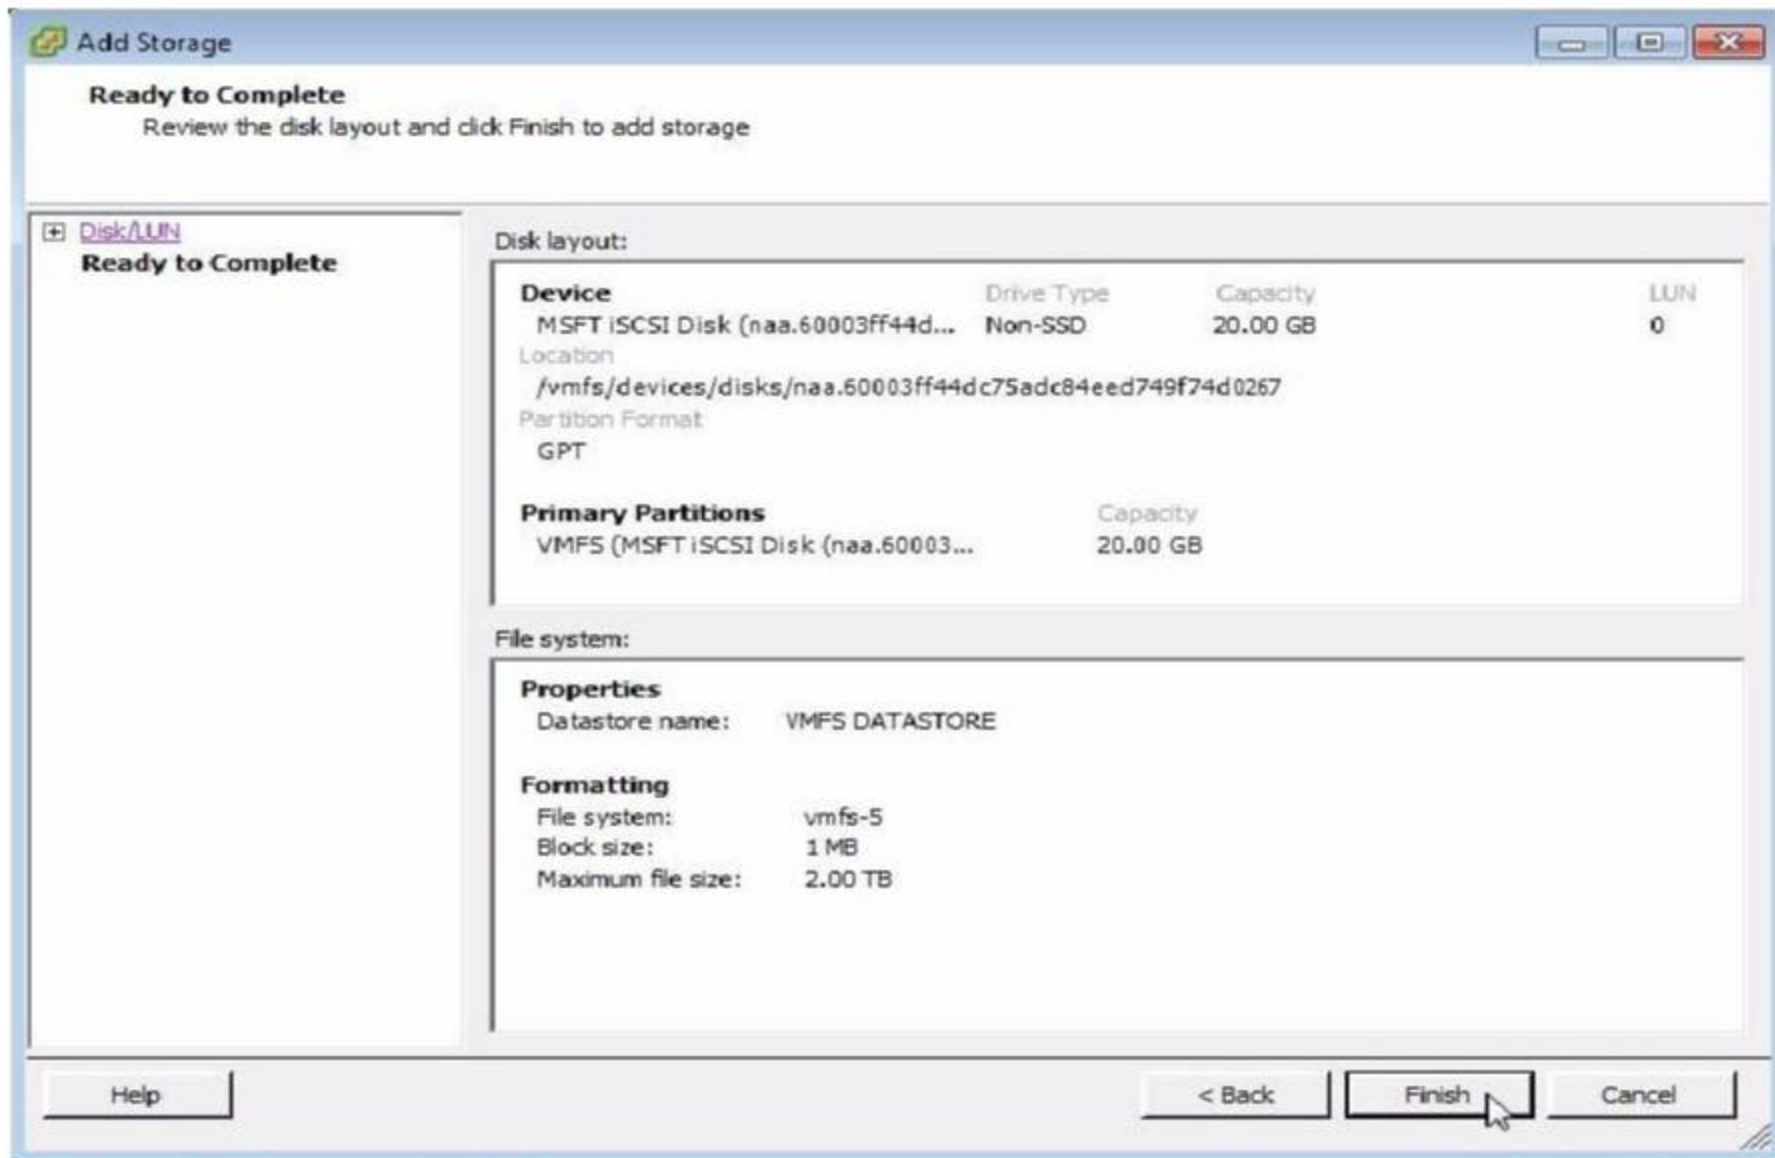 Add Storage
Ready to Complete
Review the disk layout and click Finish to add storage
Disk/LUN
Ready to Complete
Disk layout:
Device Drive Type Capacity LUN
MSFT iSCSI Disk (naa.60003ff44d... Non-SSD 20.00 GB 0
Location
/vmfs/devices/disks/naa.60003ff44dc75adc84eed749f74d0267
Partition Format
GPT
Primary Partitions Capacity
VMFS (MSFT iSCSI Disk (naa.60003... 20.00 GB
File system:
Properties
Datastore name: VMFS DATASTORE
Formatting
File system: vmfs-5
Block size: 1 MB
Maximum file size: 2.00 TB
Help < Back Finish Cancel